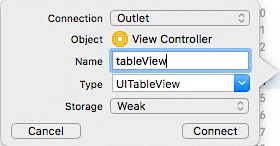 Connection Outlet
Object View Controller
Name tableView
Type UITableView
Storage Weak
Cancel Connect